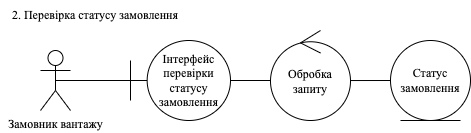 2. Перевірка статусу замовлення
Інтерфейс
перевірки
статусу
замовлення
Обробка
запиту
Статус
замовлення
Замовник вантажу